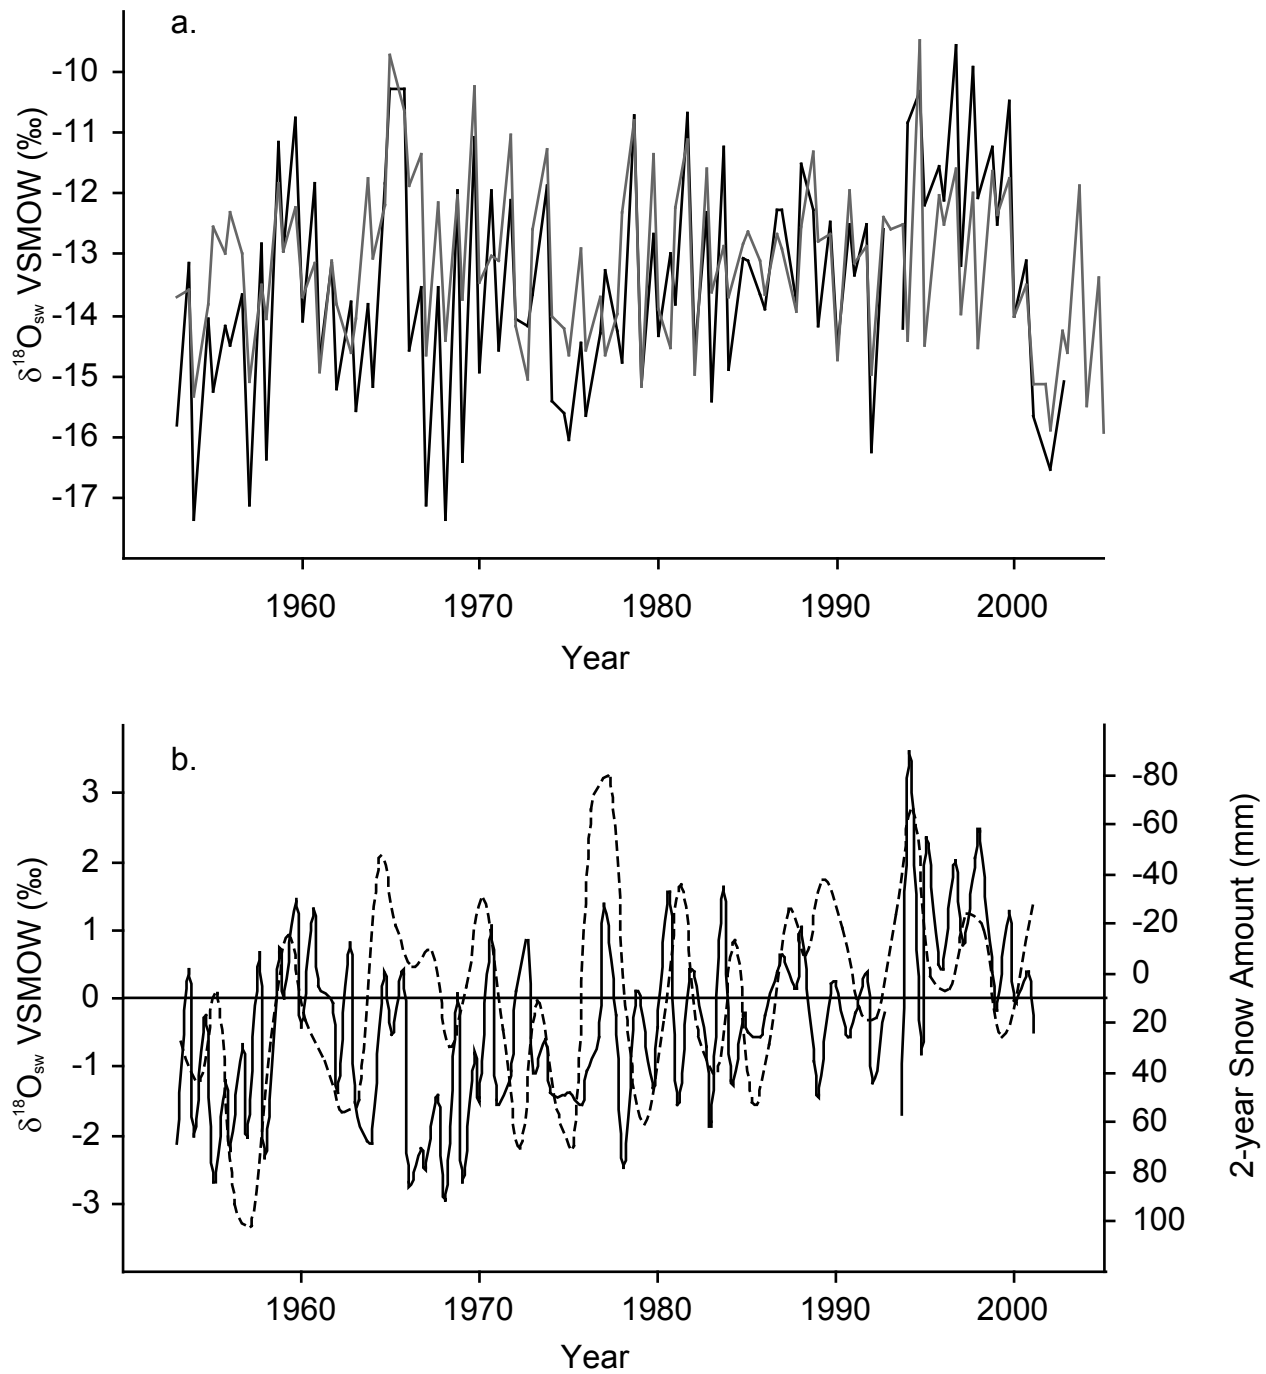 a.
δ¹⁸Osw VSMOW (‰)
-10
-11
-12
-13
-14
-15
-16
-17
1960 1970 1980 1990 2000
Year
b.
δ¹⁸Osw VSMOW (‰)
3
2
1
0
-1
-2
-3
-80
-60
-40
-20
0
20
40
60
80
100
2-year Snow Amount (mm)
1960 1970 1980 1990 2000
Year